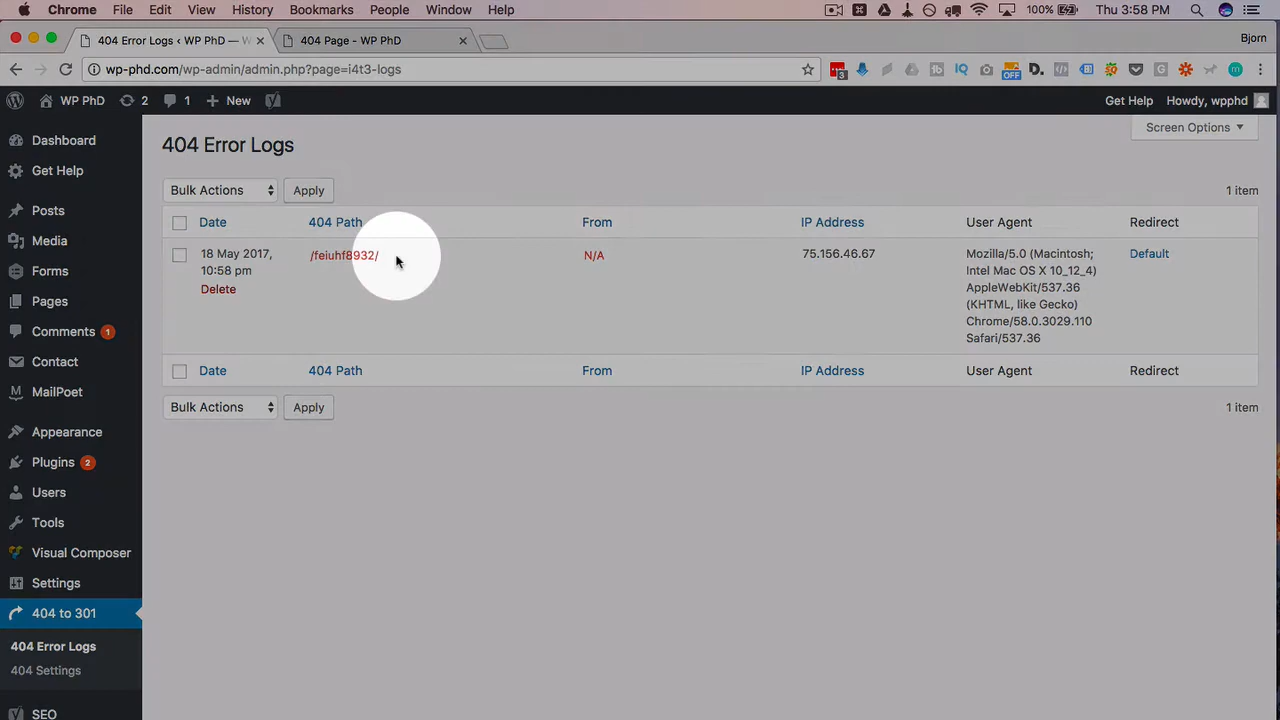 Chrome File Edit View History Bookmarks People Window Help 100% Thu 3:58 PM
404 Error Logs ‹ WP PhD — W 404 Page - WP PhD Bjorn
wp-phd.com/wp-admin/admin.php?page=i4t3-logs 3 OFF
WP PhD 2 1 + New Get Help Howdy, wpphd
Screen Options
Dashboard
Get Help
Posts
Media
Forms
Pages
Comments 1
Contact
MailPoet
Appearance
Plugins 2
Users
Tools
Visual Composer
Settings
404 to 301
404 Error Logs
404 Settings
SEO
404 Error Logs
Bulk Actions Apply 1 item
Date 404 Path From IP Address User Agent Redirect
18 May 2017, /feiuhf8932/ N/A 75.156.46.67 Mozilla/5.0 (Macintosh; Default
10:58 pm Intel Mac OS X 10_12_4)
Delete AppleWebKit/537.36
(KHTML, like Gecko)
Chrome/58.0.3029.110
Safari/537.36
Date 404 Path From IP Address User Agent Redirect
Bulk Actions Apply 1 item